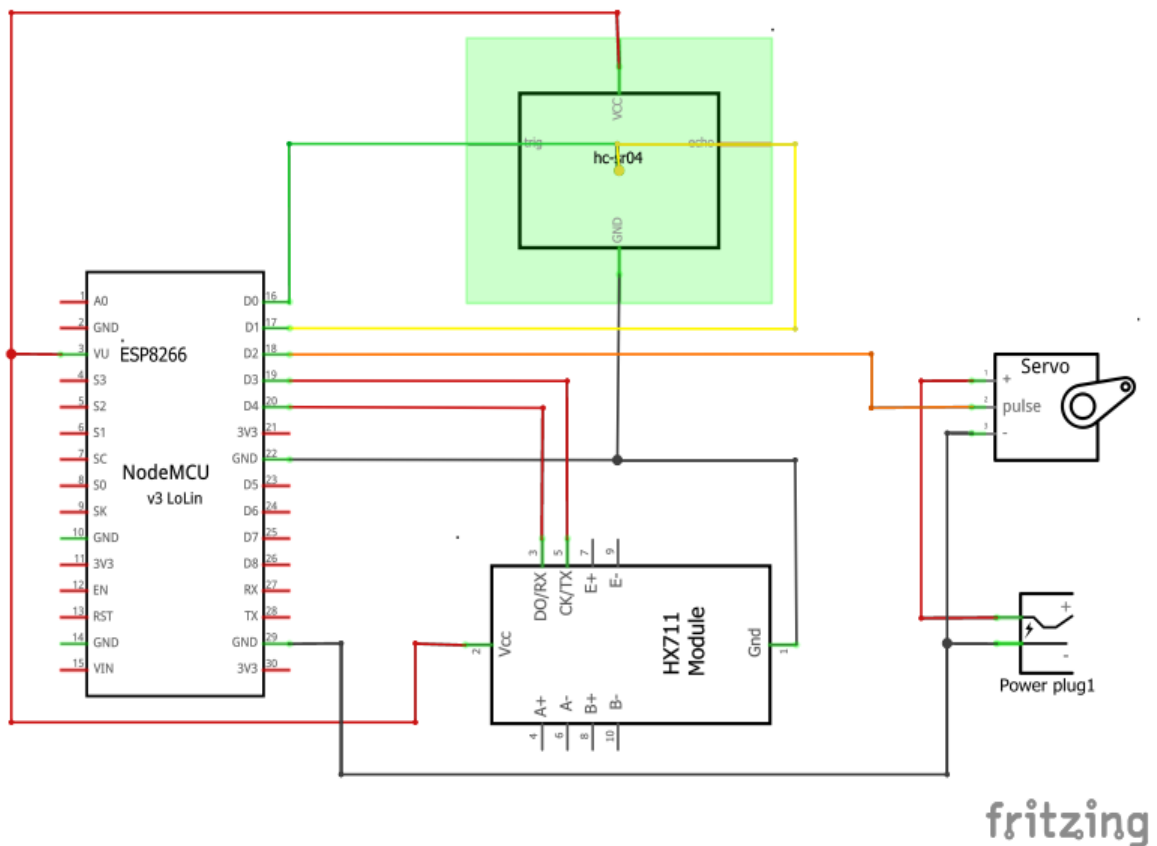 VCC
trig
echo
hc-sr04
GND
1 A0
D0 16
2 GND
D1 17
3 VU
ESP8266
D2 18
4 S3
D3 19
5 S2
D4 20
6 S1
3V3 21
7 SC
GND 22
NodeMCU
8 S0
D5 23
v3 LoLin
9 SK
D6 24
10 GND
D7 25
11 3V3
D8 26
12 EN
RX 27
13 RST
TX 28
14 GND
GND 29
15 VIN
3V3 30
Servo
1 +
2 pulse
3 -
3 5 7 9
DO/RX
CK/TX
E+
E-
2 Vcc
HX711
Module
Gnd 1
A+
A-
B+
B-
4 6 8 10
+
-
Power plug1
fritzing